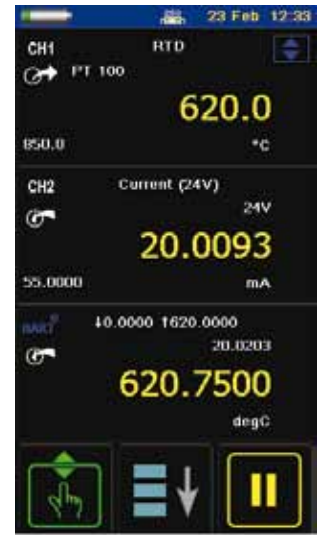 23 Feb 12:33
CH1 RTD
PT 100
620.0
850.0 °C
CH2 Current (24V)
24V
20.0093
55.0000 mA
HART ↓0.0000 ↑620.0000
20.0203
620.7500
degC